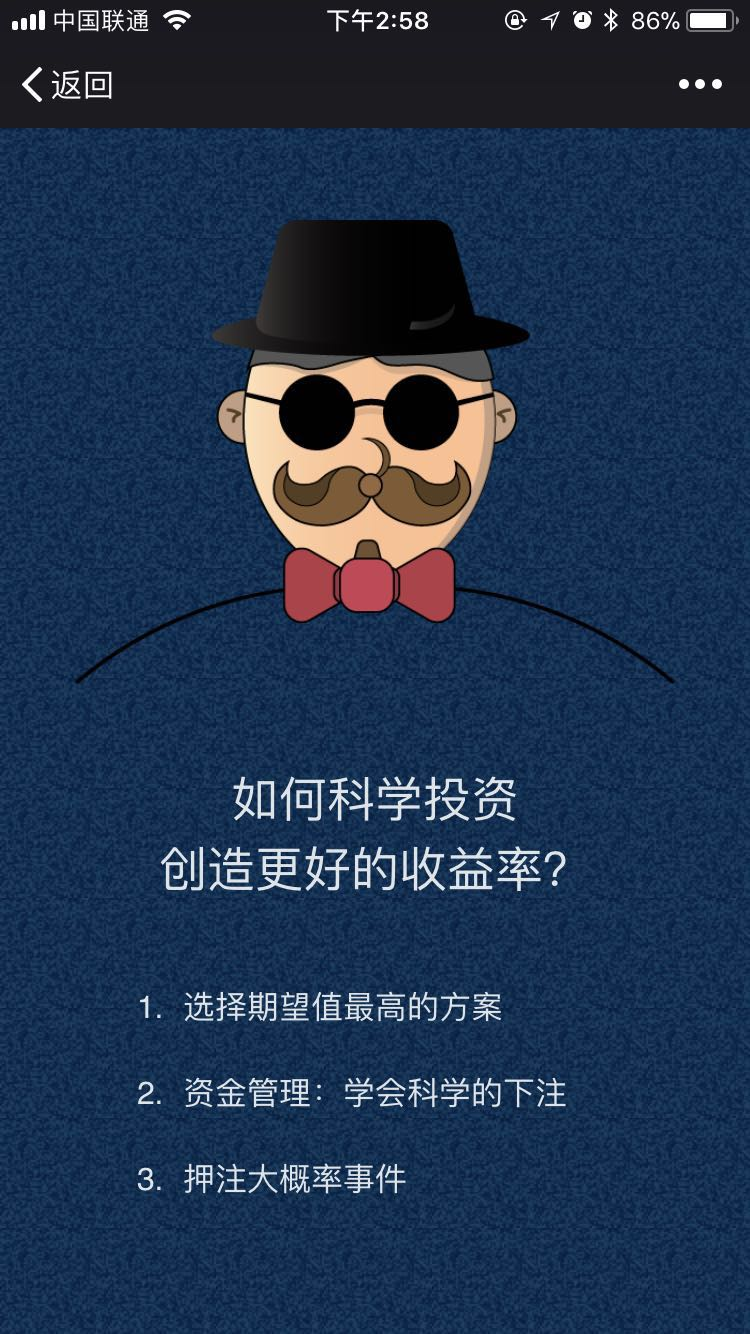 中国联通
下午2:58
86%
返回
如何科学投资
创造更好的收益率?
1. 选择期望值最高的方案
2. 资金管理：学会科学的下注
3. 押注大概率事件